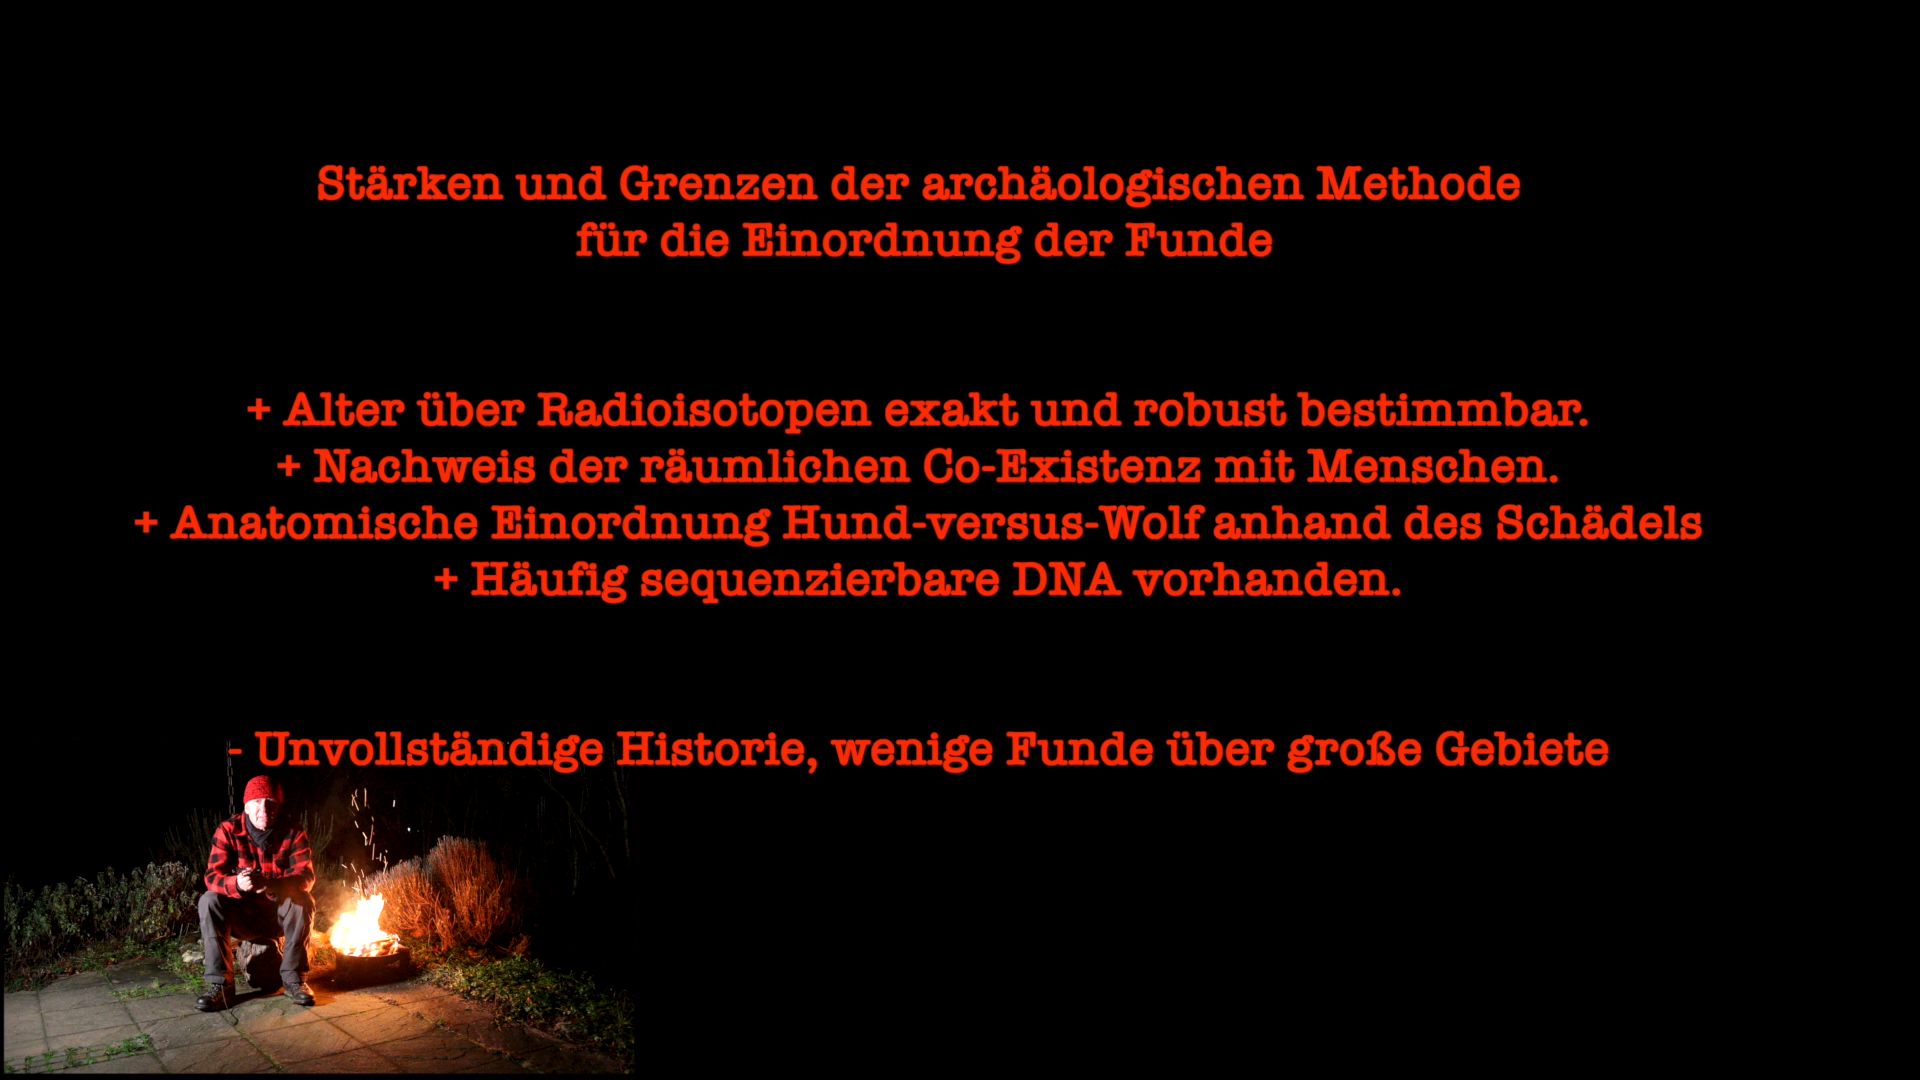 Stärken und Grenzen der archäologischen Methode
für die Einordnung der Funde
+ Alter über Radioisotopen exakt und robust bestimmbar.
+ Nachweis der räumlichen Co-Existenz mit Menschen.
+ Anatomische Einordnung Hund-versus-Wolf anhand des Schädels
+ Häufig sequenzierbare DNA vorhanden.
- Unvollständige Historie, wenige Funde über große Gebiete